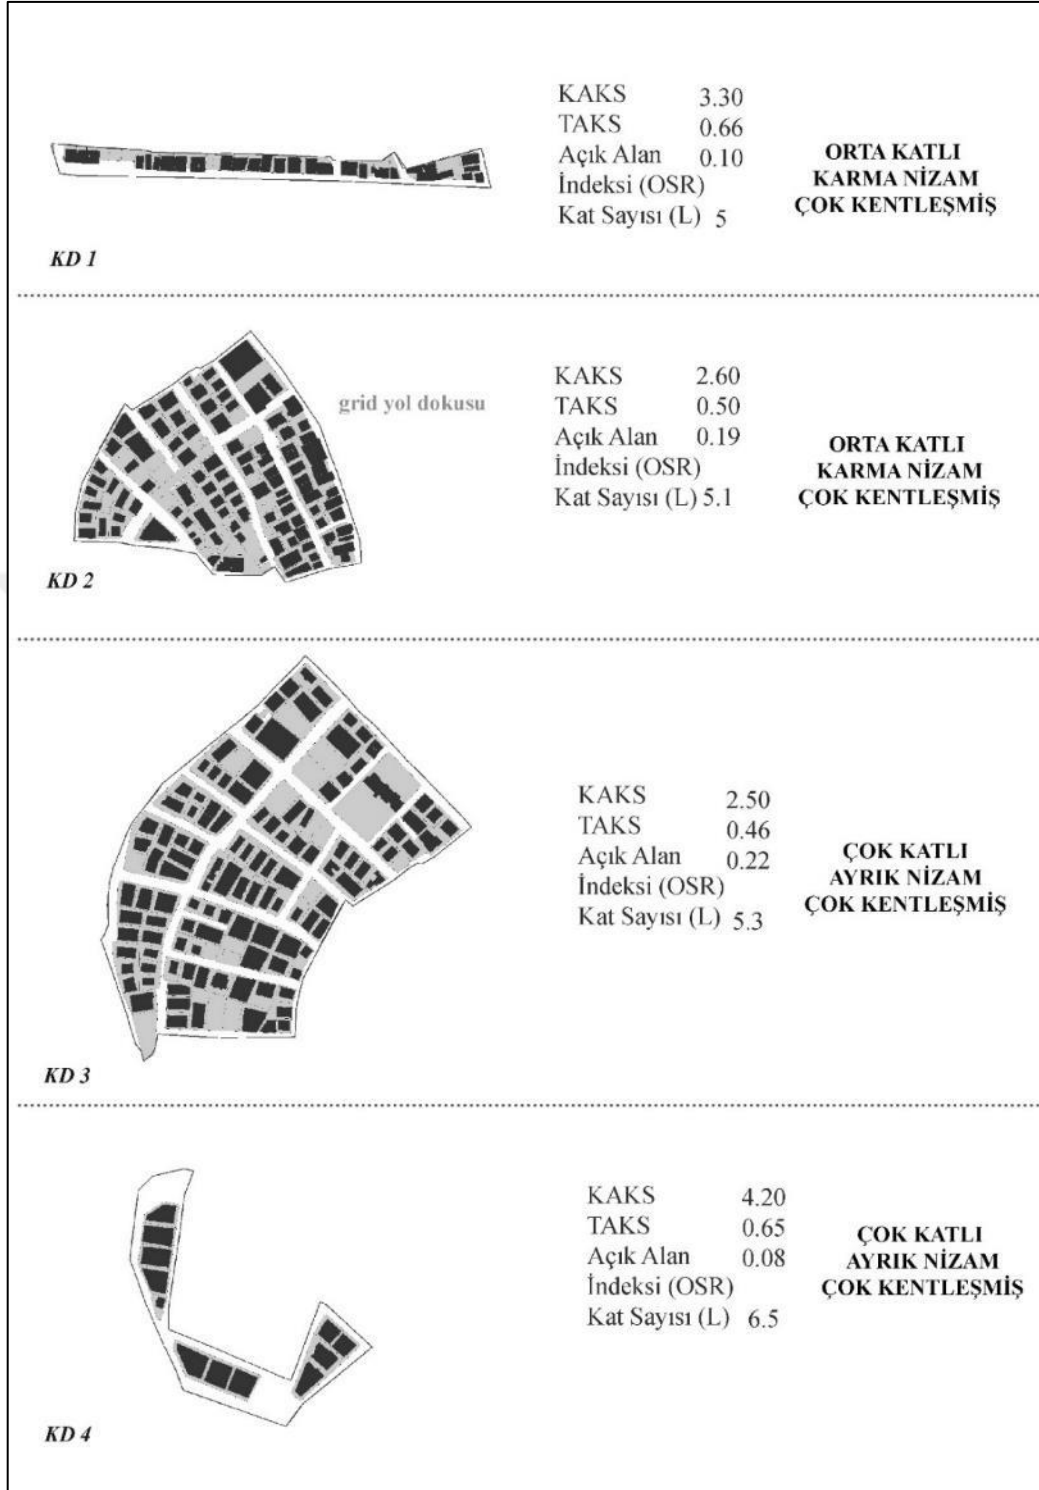 KAKS 3.30
TAKS 0.66
Açık Alan 0.10
İndeksi (OSR)
Kat Sayısı (L) 5
ORTA KATLI
KARMA NİZAM
ÇOK KENTLEŞMİŞ
KD 1
grid yol dokusu
KAKS 2.60
TAKS 0.50
Açık Alan 0.19
İndeksi (OSR)
Kat Sayısı (L) 5.1
ORTA KATLI
KARMA NİZAM
ÇOK KENTLEŞMİŞ
KD 2
KAKS 2.50
TAKS 0.46
Açık Alan 0.22
İndeksi (OSR)
Kat Sayısı (L) 5.3
ÇOK KATLI
AYRIK NİZAM
ÇOK KENTLEŞMİŞ
KD 3
KAKS 4.20
TAKS 0.65
Açık Alan 0.08
İndeksi (OSR)
Kat Sayısı (L) 6.5
ÇOK KATLI
AYRIK NİZAM
ÇOK KENTLEŞMİŞ
KD 4